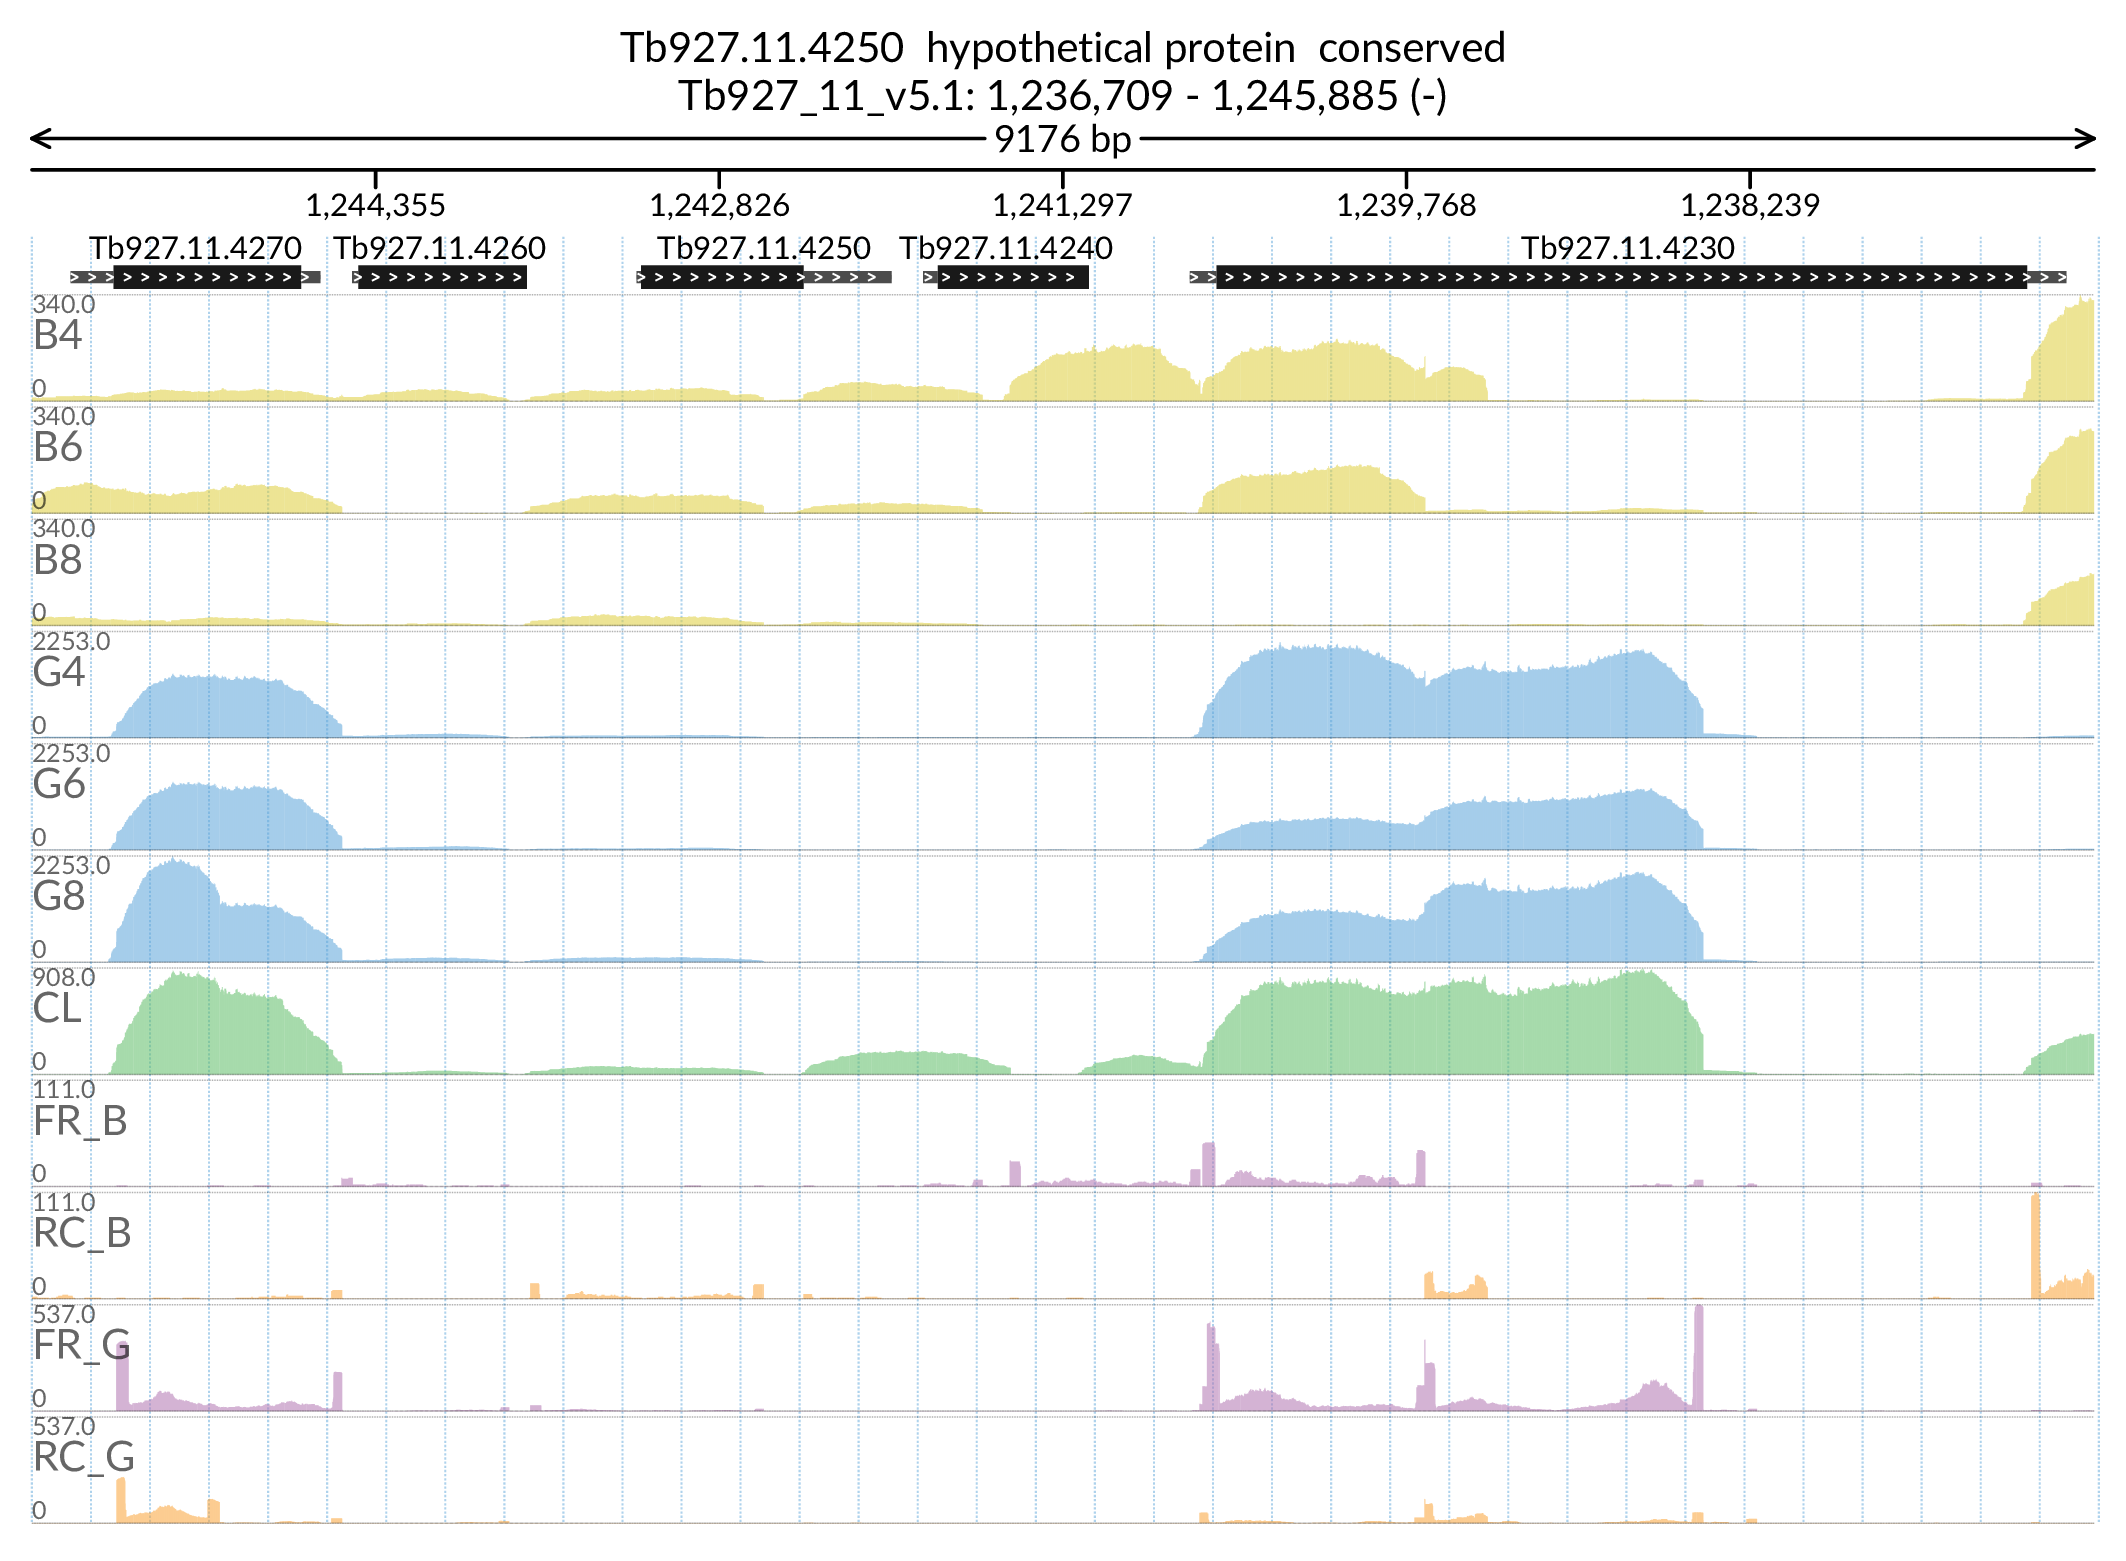 Tb927.11.4250 hypothetical protein conserved
Tb927_11_v5.1: 1,236,709 - 1,245,885 (-)
9176 bp
1,244,355 1,242,826 1,241,297 1,239,768 1,238,239
Tb927.11.4270 Tb927.11.4260 Tb927.11.4250 Tb927.11.4240 Tb927.11.4230
340.0
B4
0
340.0
B6
0
340.0
B8
0
2253.0
G4
0
2253.0
G6
0
2253.0
G8
0
908.0
CL
0
111.0
FR_B
0
111.0
RC_B
0
537.0
FR_G
0
537.0
RC_G
0